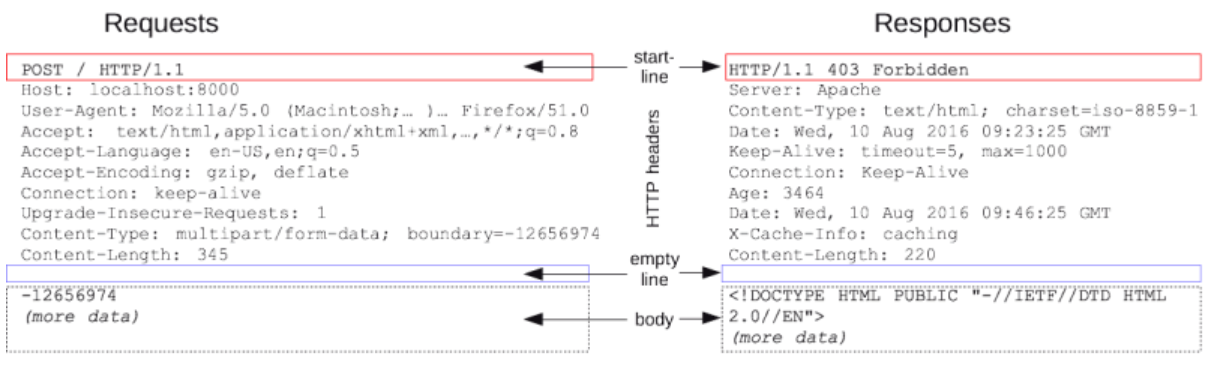 Requests
POST / HTTP/1.1
Host: localhost:8000
User-Agent: Mozilla/5.0 (Macintosh;… )… Firefox/51.0
Accept: text/html,application/xhtml+xml,…,*/*;q=0.8
Accept-Language: en-US,en;q=0.5
Accept-Encoding: gzip, deflate
Connection: keep-alive
Upgrade-Insecure-Requests: 1
Content-Type: multipart/form-data; boundary=-12656974
Content-Length: 345
-12656974
(more data)
start-
line
HTTP headers
empty
line
body
Responses
HTTP/1.1 403 Forbidden
Server: Apache
Content-Type: text/html; charset=iso-8859-1
Date: Wed, 10 Aug 2016 09:23:25 GMT
Keep-Alive: timeout=5, max=1000
Connection: Keep-Alive
Age: 3464
Date: Wed, 10 Aug 2016 09:46:25 GMT
X-Cache-Info: caching
Content-Length: 220
<!DOCTYPE HTML PUBLIC "-//IETF//DTD HTML
2.0//EN">
(more data)